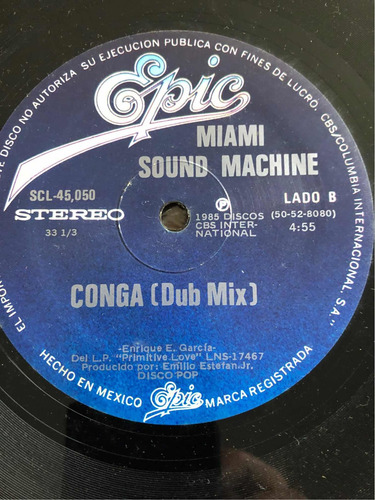 EL IMPOR
E DISCO NO AUTORIZA SU EJECUCION PUBLICA CON FINES DE LUCRO. CBS/COLUMBIA INTERNACIONAL, S.A."
Epic
MIAMI
SOUND MACHINE
SCL-45,050
STEREO
33 1/3
P
1985 DISCOS
CBS INTER-
NATIONAL
LADO B
(50-52-8080)
4:55
CONGA (Dub Mix)
-Enrique E. García-
Del L.P. "Primitive Love" LNS-17467
Producido por: Emilio Estefan Jr.
DISCO POP
HECHO EN MEXICO
Epic
MARCA REGISTRADA